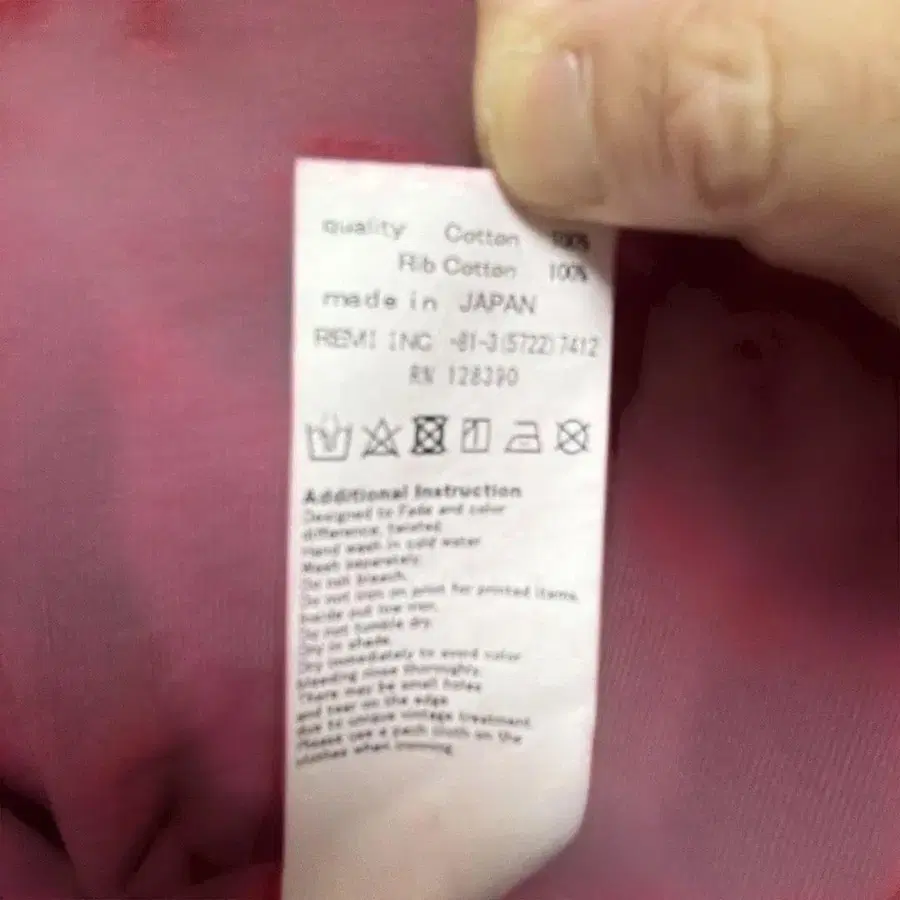 quality Cotton 100%
Rib Cotton 100%
made in JAPAN
REMI INC -81-3(5722)7412
RN 128390
Additional Instruction
Designed to Fade and color
difference, twisted.
Hand wash in cold water
Wash separately.
Do not bleach.
Do not iron on print for printed items.
Inside out low iron.
Do not tumble dry.
Dry in shade.
Dry immediately to avoid color
bleeding rinse thoroughly.
There may be small holes
and tear on the edge
due to unique vintage treatment.
Please use a pach cloth on the
clothes when ironing.